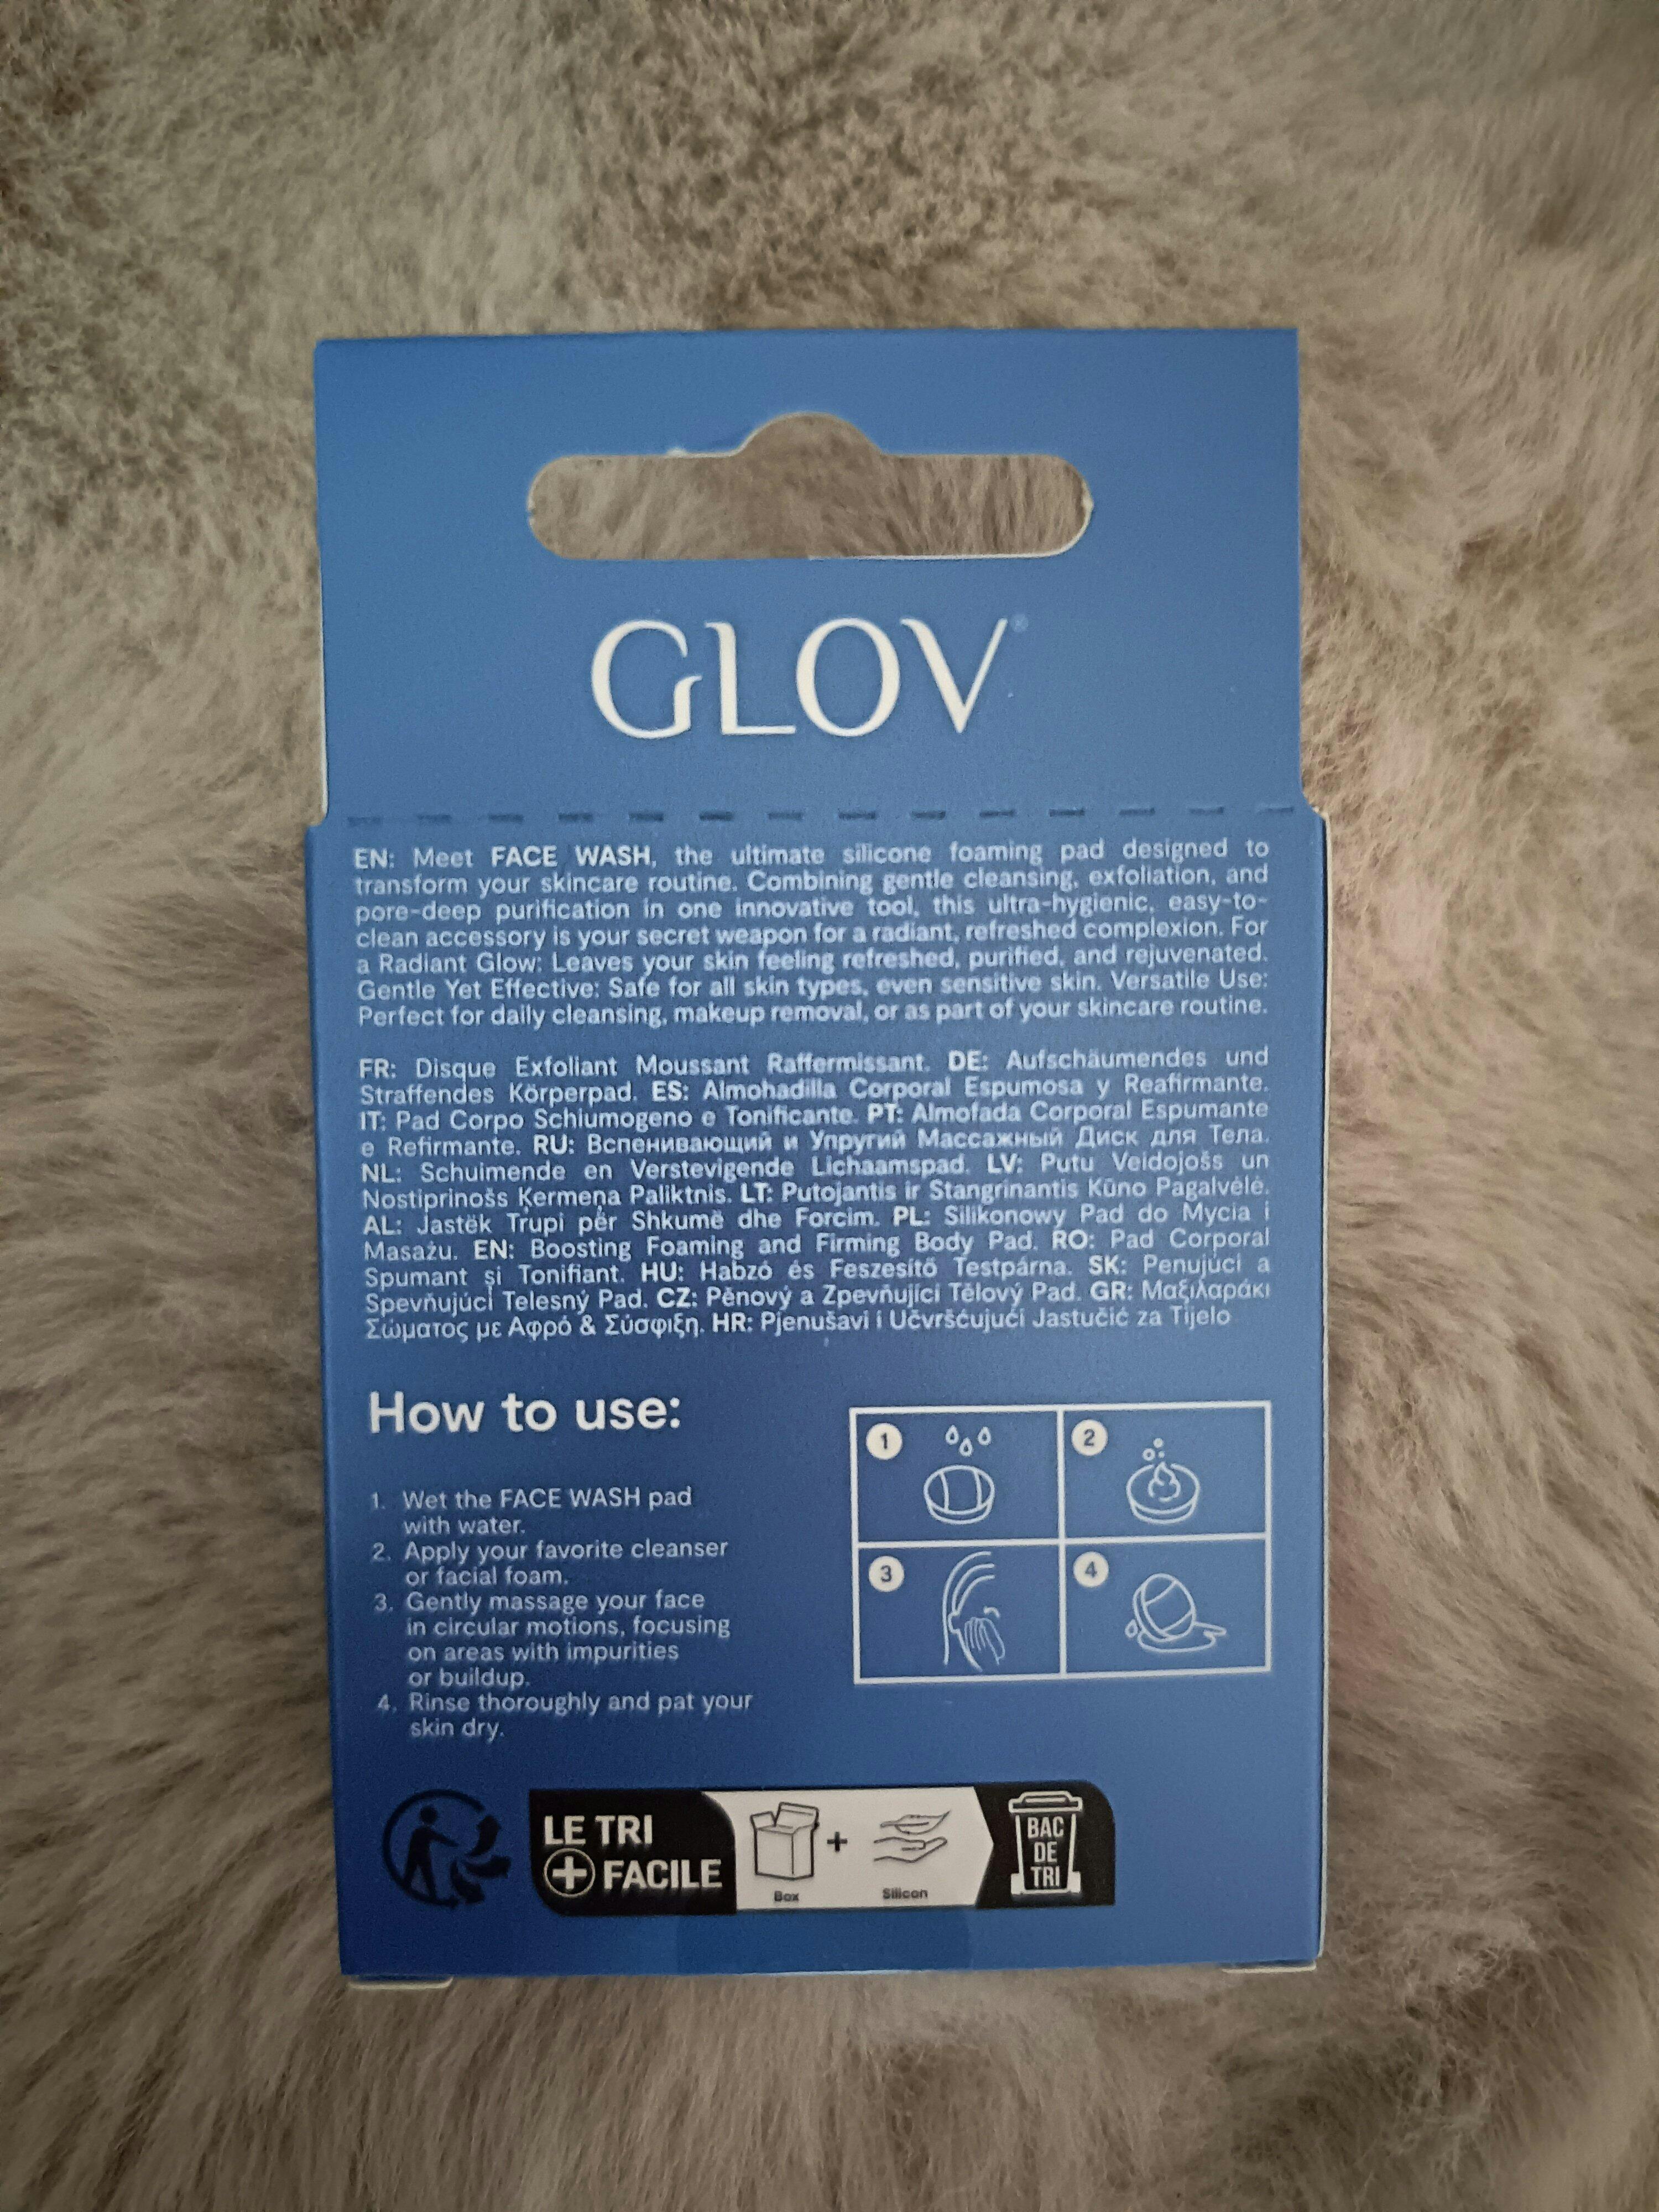 GLOV®
EN: Meet FACE WASH, the ultimate silicone foaming pad designed to
transform your skincare routine. Combining gentle cleansing, exfoliation, and
pore-deep purification in one innovative tool, this ultra-hygienic, easy-to-
clean accessory is your secret weapon for a radiant, refreshed complexion. For
a Radiant Glow: Leaves your skin feeling refreshed, purified, and rejuvenated.
Gentle Yet Effective: Safe for all skin types, even sensitive skin. Versatile Use:
Perfect for daily cleansing, makeup removal, or as part of your skincare routine.
FR: Disque Exfoliant Moussant Raffermissant. DE: Aufschäumendes und
Straffendes Körperpad. ES: Almohadilla Corporal Espumosa y Reafirmante.
IT: Pad Corpo Schiumogeno e Tonificante. PT: Almofada Corporal Espumante
e Refirmante. RU: Вспенивающий и Упругий Массажный Диск для Тела.
NL: Schuimende en Verstevigende Lichaamspad. LV: Putu Veidojošs un
Nostiprinošs Ķermeņa Paliktnis. LT: Putojantis ir Stangrinantis Kūno Pagalvėlė.
AL: Jastëk Trupi për Shkumë dhe Forcim. PL: Silikonowy Pad do Mycia i
Masażu. EN: Boosting Foaming and Firming Body Pad. RO: Pad Corporal
Spumant și Tonifiant. HU: Habzó és Feszesítő Testpárna. SK: Penujúci a
Spevňujúci Telesný Pad. CZ: Pěnový a Zpevňující Tělový Pad. GR: Μαξιλαράκι
Σώματος με Αφρό & Σύσφιξη. HR: Pjenušavi i Učvršćujući Jastučić za Tijelo
How to use:
1. Wet the FACE WASH pad
with water.
2. Apply your favorite cleanser
or facial foam.
3. Gently massage your face
in circular motions, focusing
on areas with impurities
or buildup.
4. Rinse thoroughly and pat your
skin dry.
1
2
3
4
LE TRI
+ FACILE
Box
+
Silicon
BAC
DE
TRI